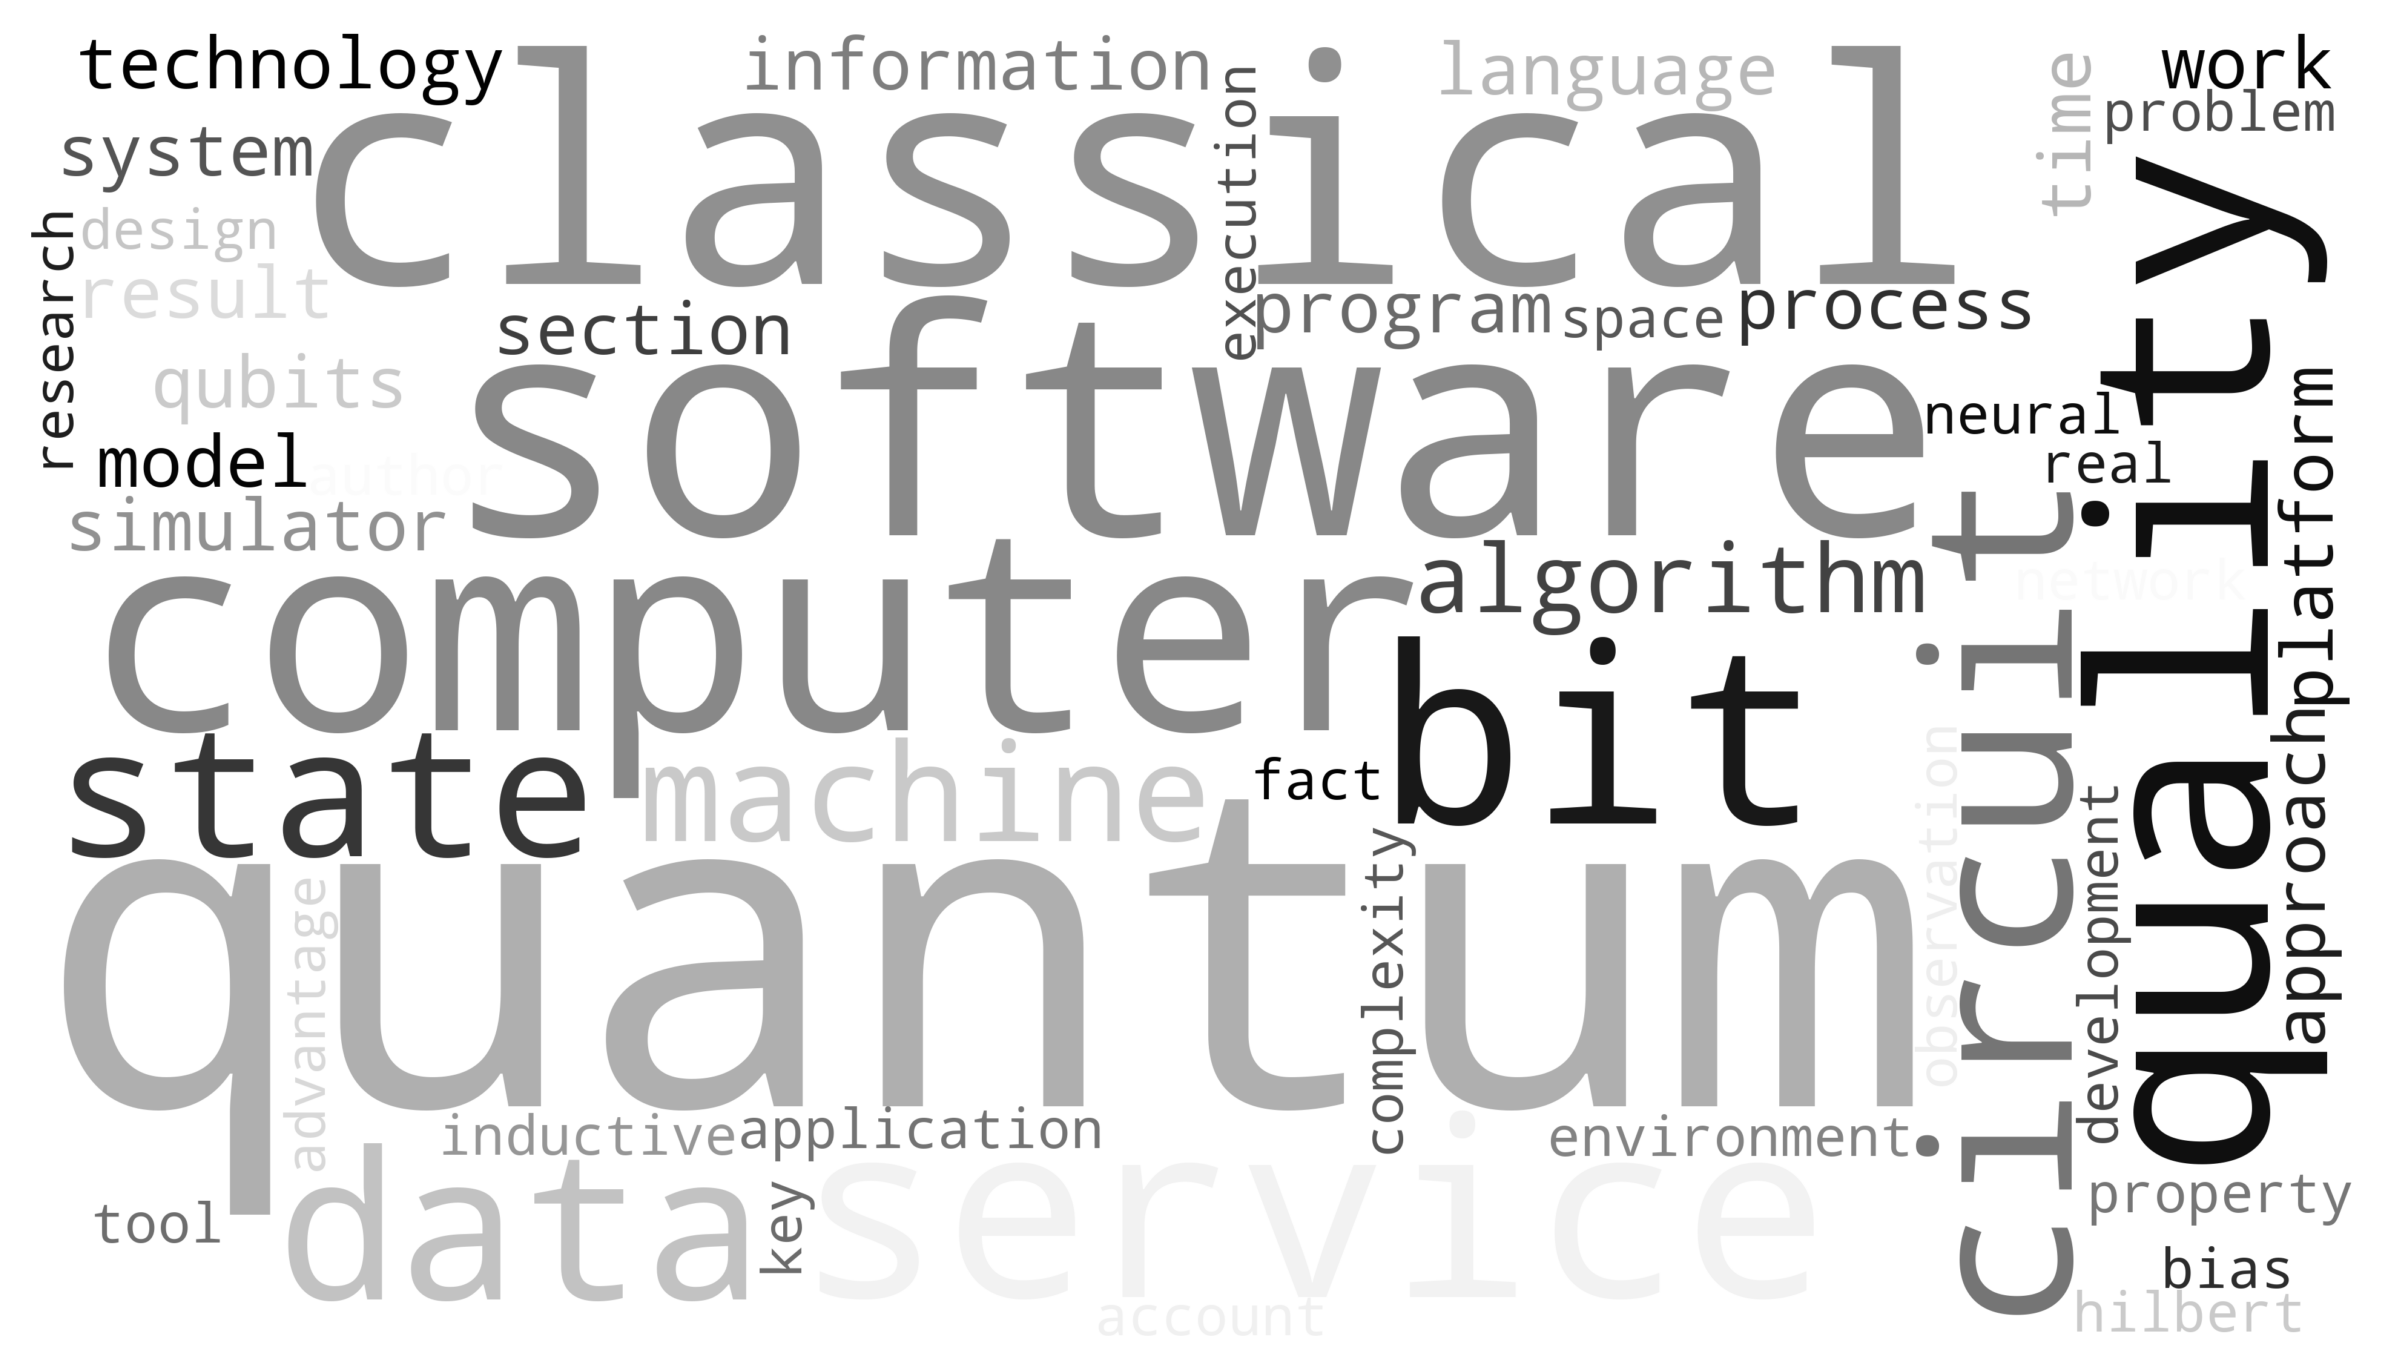 technology
information
language
work
classical
time
problem
system
execution
design
research
result
section
program
space
process
qubits
software
quality
neural
platform
model
author
real
simulator
computer
algorithm
network
bit
circuit
state
machine
fact
approach
observation
development
quantum
complexity
advantage
inductive
application
environment
data
service
key
tool
property
bias
account
hilbert